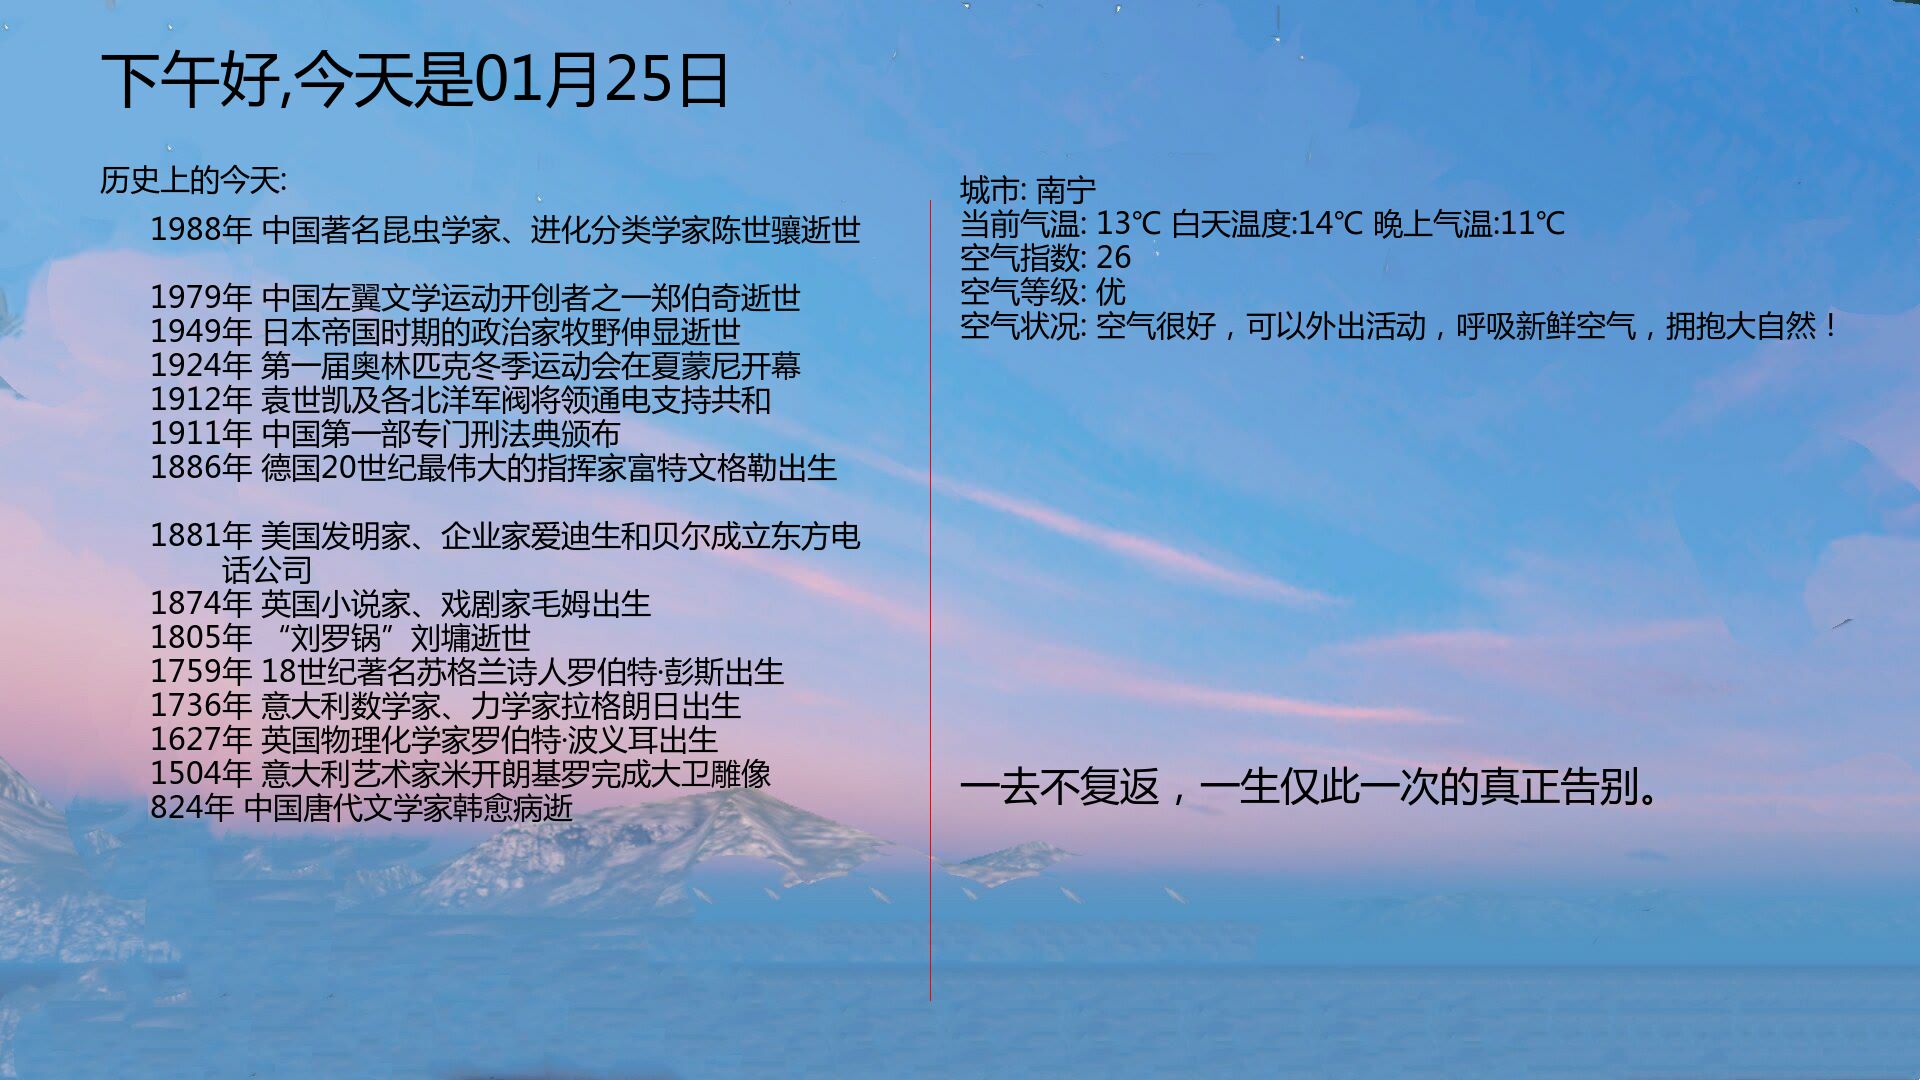 下午好,今天是01月25日
历史上的今天:
1988年 中国著名昆虫学家、进化分类学家陈世骧逝世
1979年 中国左翼文学运动开创者之一郑伯奇逝世
1949年 日本帝国时期的政治家牧野伸显逝世
1924年 第一届奥林匹克冬季运动会在夏蒙尼开幕
1912年 袁世凯及各北洋军阀将领通电支持共和
1911年 中国第一部专门刑法典颁布
1886年 德国20世纪最伟大的指挥家富特文格勒出生
1881年 美国发明家、企业家爱迪生和贝尔成立东方电
话公司
1874年 英国小说家、戏剧家毛姆出生
1805年 “刘罗锅”刘墉逝世
1759年 18世纪著名苏格兰诗人罗伯特·彭斯出生
1736年 意大利数学家、力学家拉格朗日出生
1627年 英国物理化学家罗伯特·波义耳出生
1504年 意大利艺术家米开朗基罗完成大卫雕像
824年 中国唐代文学家韩愈病逝
城市: 南宁
当前气温: 13℃ 白天温度:14℃ 晚上气温:11℃
空气指数: 26
空气等级: 优
空气状况: 空气很好，可以外出活动，呼吸新鲜空气，拥抱大自然！
一去不复返，一生仅此一次的真正告别。